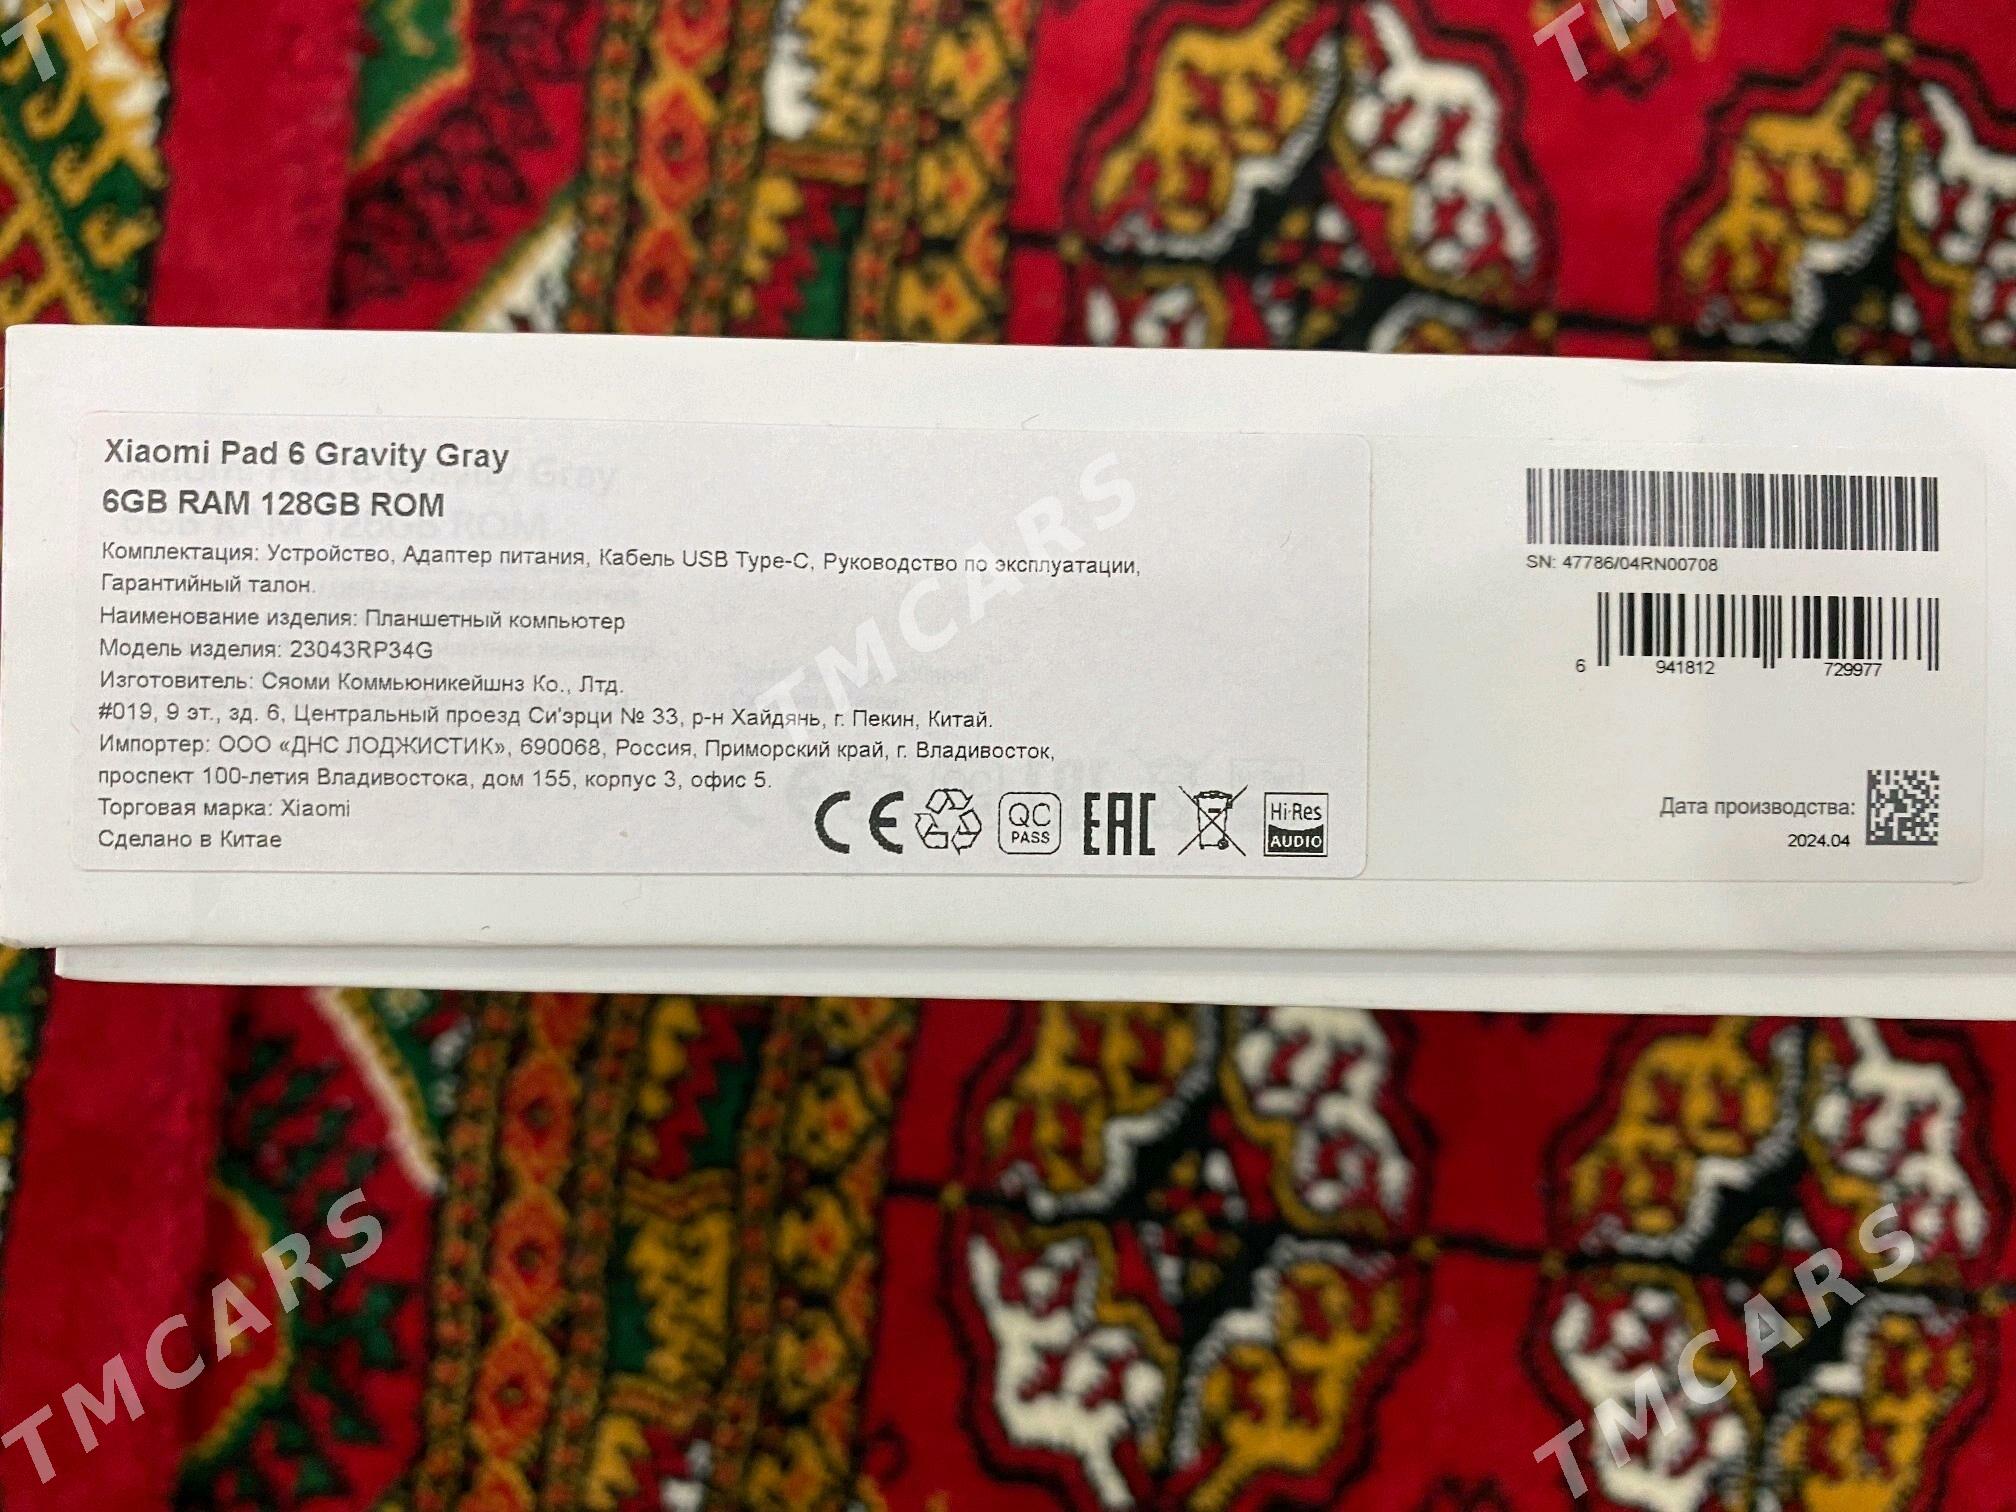 Xiaomi Pad 6 Gravity Gray
6GB RAM 128GB ROM
Комплектация: Устройство, Адаптер питания, Кабель USB Type-C, Руководство по эксплуатации,
Гарантийный талон.
Наименование изделия: Планшетный компьютер
Модель изделия: 23043RP34G
Изготовитель: Сяоми Коммьюникейшнз Ко., Лтд.
#019, 9 эт., зд. 6, Центральный проезд Си'эрци № 33, р-н Хайдянь, г. Пекин, Китай.
Импортер: ООО «ДНС ЛОДЖИСТИК», 690068, Россия, Приморский край, г. Владивосток,
проспект 100-летия Владивостока, дом 155, корпус 3, офис 5.
Торговая марка: Xiaomi
Сделано в Китае
CE
QC
PASS
EAC
Hi-Res
AUDIO
SN: 47786/04RN00708
6 941812 729977
Дата производства:
2024.04
TMCARS
TMCARS
TMCARS